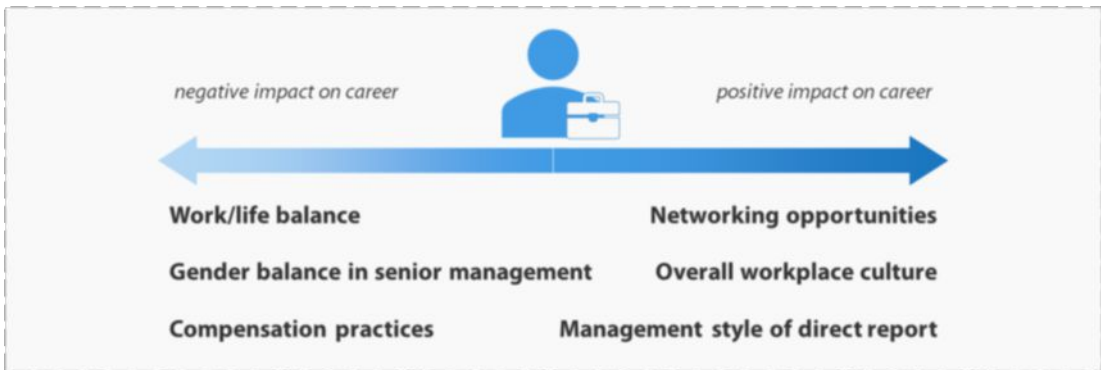 negative impact on career
positive impact on career
Work/life balance
Networking opportunities
Gender balance in senior management
Overall workplace culture
Compensation practices
Management style of direct report